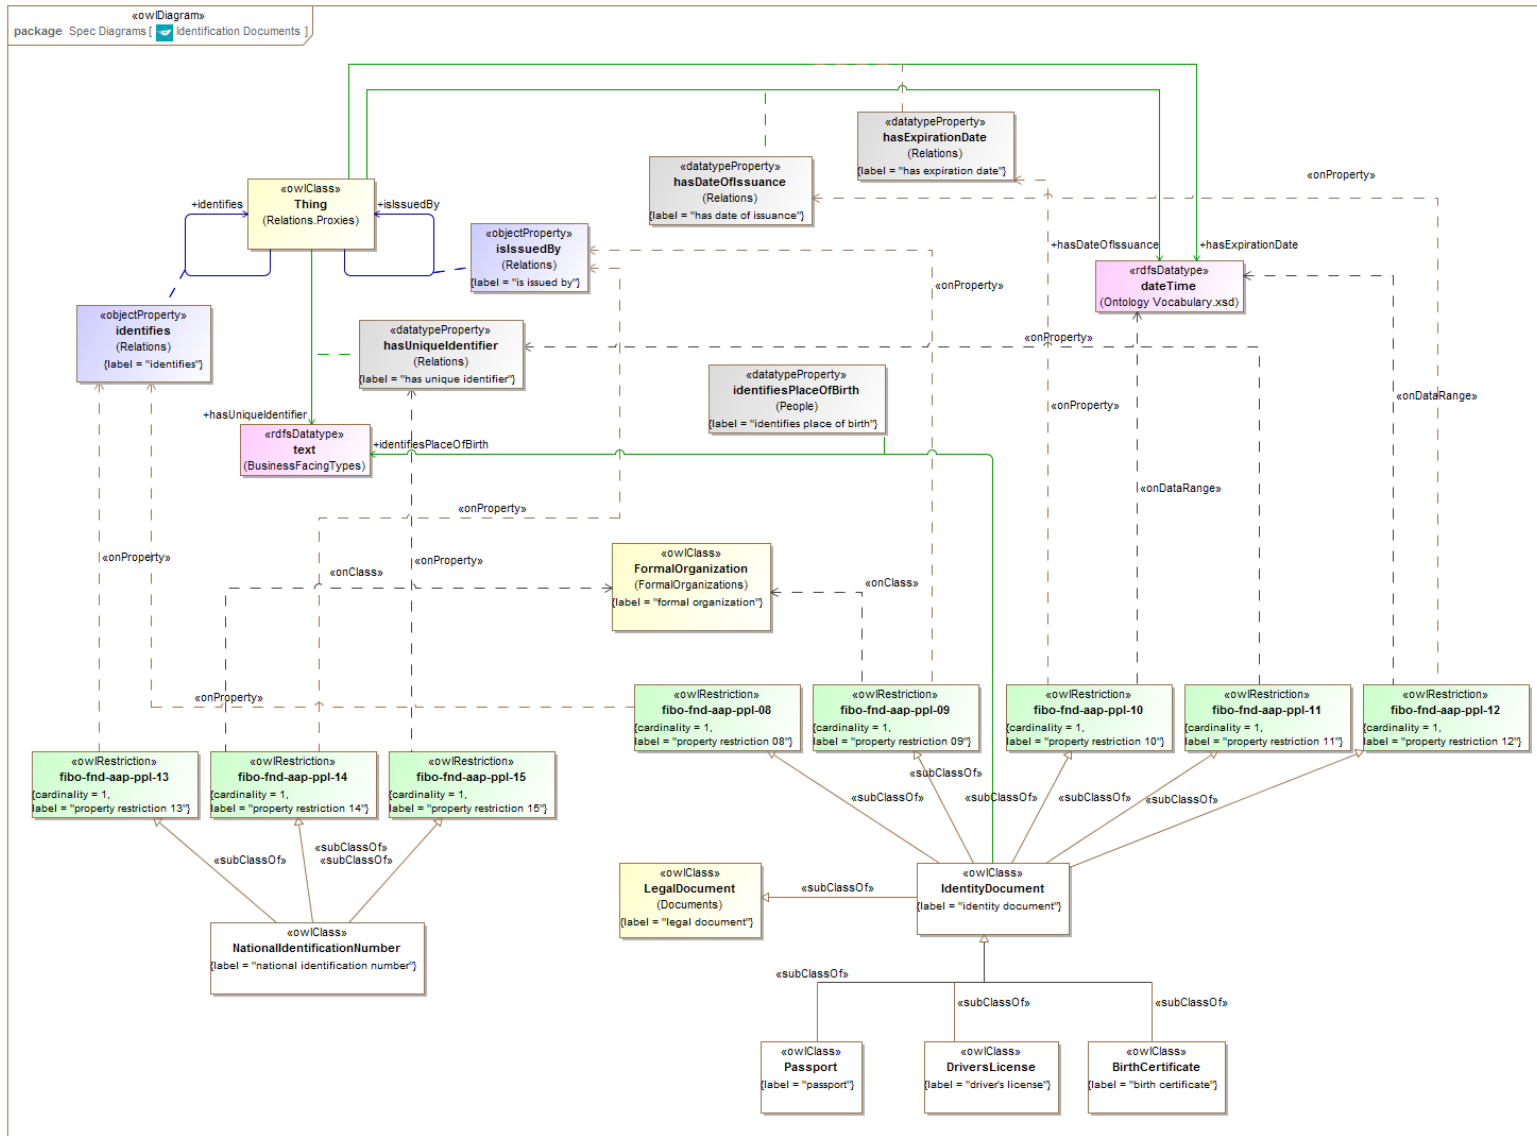 «owlDiagram»
package Spec Diagrams [ Identification Documents ]
«datatypeProperty»
hasExpirationDate
(Relations)
{label = "has expiration date"}
«datatypeProperty»
hasDateOfIssuance
(Relations)
{label = "has date of issuance"}
«onProperty»
«owlClass»
Thing
(Relations.Proxies)
+identifies
+isIssuedBy
«objectProperty»
isIssuedBy
(Relations)
{label = "is issued by"}
+hasDateOfIssuance
+hasExpirationDate
«rdfsDatatype»
dateTime
(Ontology Vocabulary.xsd)
«onProperty»
«objectProperty»
identifies
(Relations)
{label = "identifies"}
«datatypeProperty»
hasUniqueIdentifier
(Relations)
{label = "has unique identifier"}
«onProperty»
«datatypeProperty»
identifiesPlaceOfBirth
(People)
{label = "identifies place of birth"}
«onDataRange»
«onProperty»
+hasUniqueIdentifier
«rdfsDatatype»
text
(BusinessFacingTypes)
+identifiesPlaceOfBirth
«onDataRange»
«onProperty»
«onProperty»
«onClass»
«onProperty»
«owlClass»
FormalOrganization
(FormalOrganizations)
{label = "formal organization"}
«onClass»
«onProperty»
«owlRestriction»
fibo-fnd-aap-ppl-08
{cardinality = 1,
label = "property restriction 08"}
«owlRestriction»
fibo-fnd-aap-ppl-09
{cardinality = 1,
label = "property restriction 09"}
«owlRestriction»
fibo-fnd-aap-ppl-10
{cardinality = 1,
label = "property restriction 10"}
«owlRestriction»
fibo-fnd-aap-ppl-11
{cardinality = 1,
label = "property restriction 11"}
«owlRestriction»
fibo-fnd-aap-ppl-12
{cardinality = 1,
label = "property restriction 12"}
«owlRestriction»
fibo-fnd-aap-ppl-13
{cardinality = 1,
label = "property restriction 13"}
«owlRestriction»
fibo-fnd-aap-ppl-14
{cardinality = 1,
label = "property restriction 14"}
«owlRestriction»
fibo-fnd-aap-ppl-15
{cardinality = 1,
label = "property restriction 15"}
«subClassOf»
«subClassOf»
«subClassOf»
«subClassOf»
«subClassOf»
«subClassOf»
«subClassOf»
«subClassOf»
«owlClass»
LegalDocument
(Documents)
{label = "legal document"}
«subClassOf»
«owlClass»
IdentityDocument
{label = "identity document"}
«owlClass»
NationalIdentificationNumber
{label = "national identification number"}
«subClassOf»
«subClassOf»
«subClassOf»
«owlClass»
Passport
{label = "passport"}
«owlClass»
DriversLicense
{label = "driver's license"}
«owlClass»
BirthCertificate
{label = "birth certificate"}